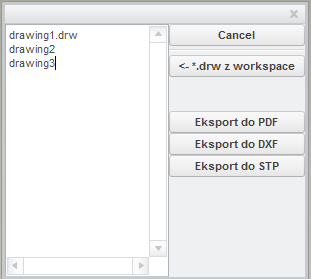 drawing1.drw
drawing2
drawing3
Cancel
<- *.drw z workspace
Eksport do PDF
Eksport do DXF
Eksport do STP